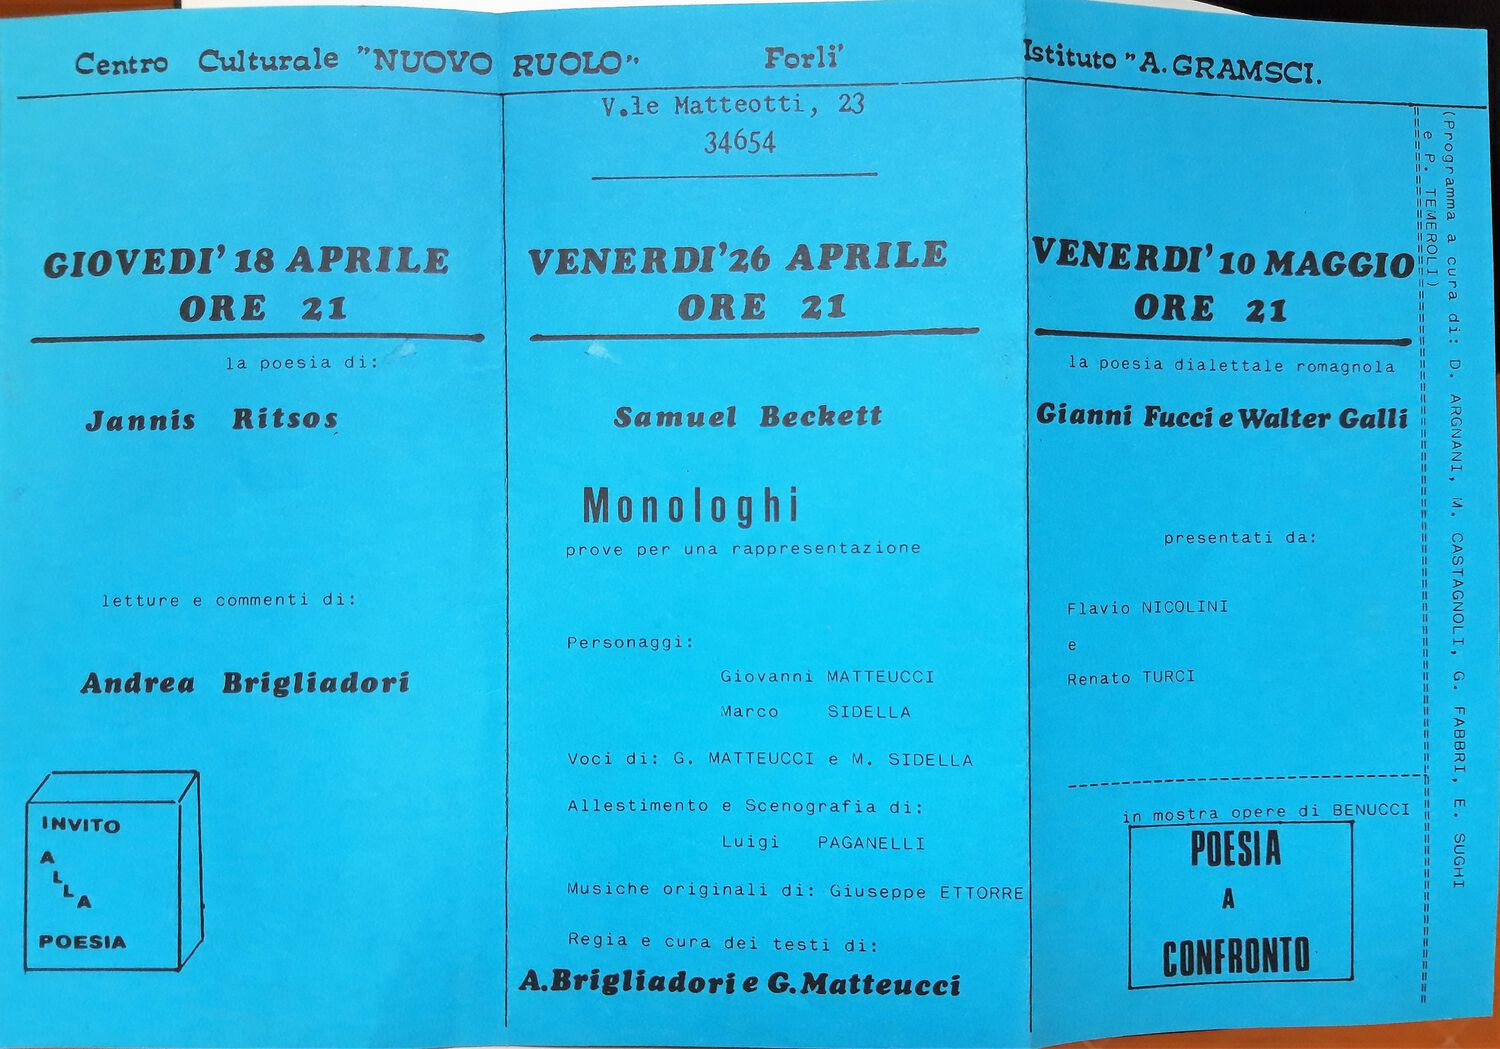 Centro Culturale "NUOVO RUOLO" Forli' Istituto "A. GRAMSCI.
V.le Matteotti, 23
34654
GIOVEDI' 18 APRILE
ORE 21
la poesia di:
Jannis Ritsos
letture e commenti di:
Andrea Brigliadori
INVITO
ALLA
POESIA
VENERDI' 26 APRILE
ORE 21
Samuel Beckett
Monologhi
prove per una rappresentazione
Personaggi:
Giovanni MATTEUCCI
Marco SIDELLA
Voci di: G. MATTEUCCI e M. SIDELLA
Allestimento e Scenografia di:
Luigi PAGANELLI
Musiche originali di: Giuseppe ETTORRE
Regia e cura dei testi di:
A.Brigliadori e G.Matteucci
VENERDI' 10 MAGGIO
ORE 21
la poesia dialettale romagnola
Gianni Fucci e Walter Galli
presentati da:
Flavio NICOLINI
e
Renato TURCI
in mostra opere di BENUCCI
POESIA
A
CONFRONTO
(Programma a cura di: D. ARGNANI, M. CASTAGNOLI, G. FABBRI, E. SUGHI
e P. TEMEROLI)